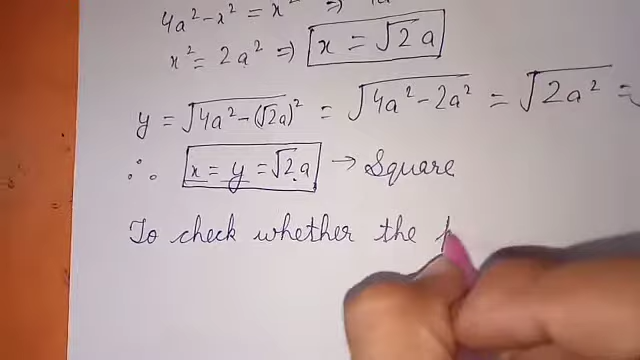 4a² - x² = x² ⇒
x² = 2a² ⇒ x = √2 a
y = √4a² - (√2a)² = √4a² - 2a² = √2a² =
∴ x = y = √2.a → Square
To check whether the